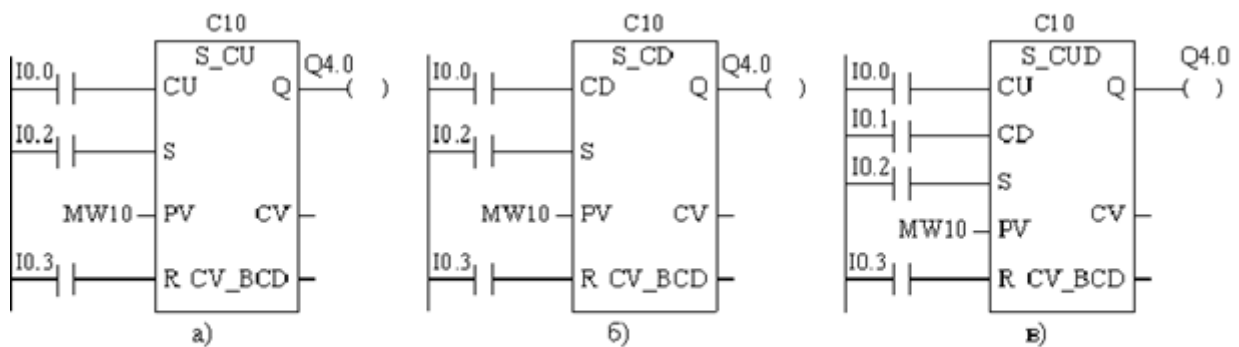 C10
S_CU
I0.0
CU
Q
Q4.0
( )
I0.2
S
MW10
PV
CV
I0.3
R
CV_BCD
а)
C10
S_CD
I0.0
CD
Q
Q4.0
( )
I0.2
S
MW10
PV
CV
I0.3
R
CV_BCD
б)
C10
S_CUD
I0.0
CU
Q
Q4.0
( )
I0.1
CD
I0.2
S
MW10
PV
CV
I0.3
R
CV_BCD
в)